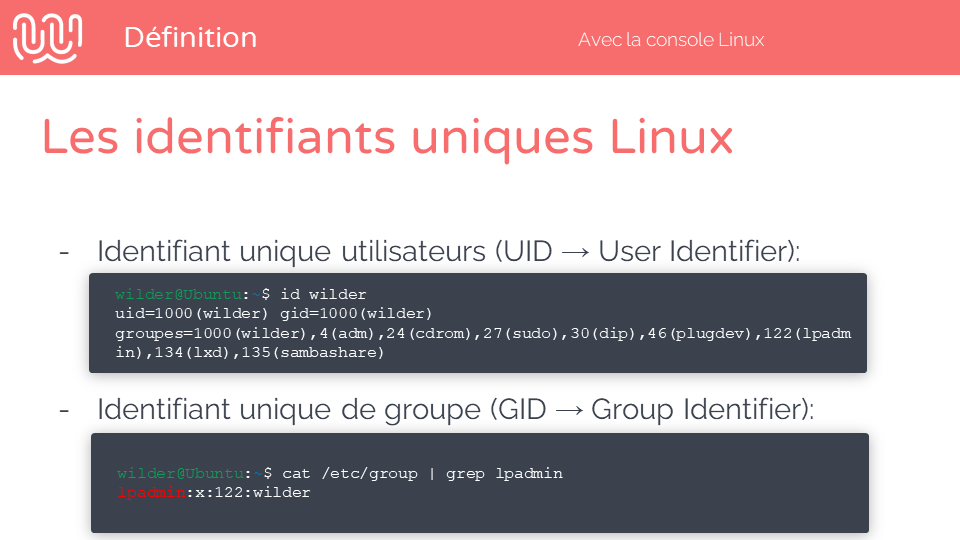 Définition
Avec la console Linux
Les identifiants uniques Linux
- Identifiant unique utilisateurs (UID → User Identifier):
wilder@Ubuntu:~$ id wilder
uid=1000(wilder) gid=1000(wilder)
groupes=1000(wilder),4(adm),24(cdrom),27(sudo),30(dip),46(plugdev),122(lpadm
in),134(lxd),135(sambashare)
- Identifiant unique de groupe (GID → Group Identifier):
wilder@Ubuntu:~$ cat /etc/group | grep lpadmin
lpadmin:x:122:wilder